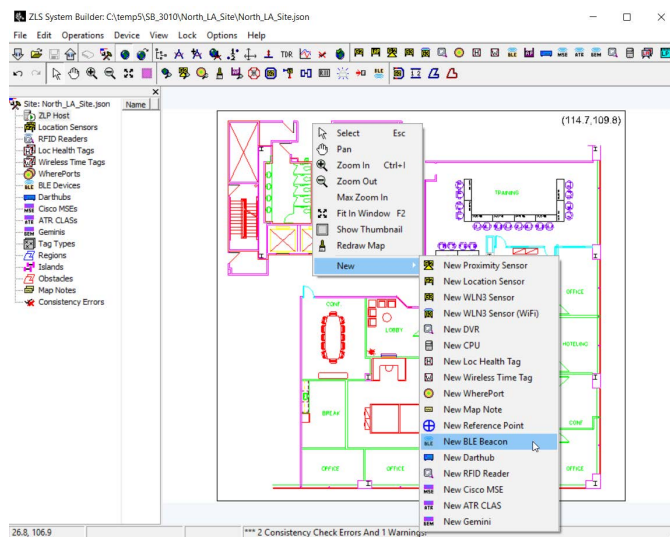 ZLS System Builder: C:\temp5\SB_3010\North_LA_Site\North_LA_Site.json
File Edit Operations Device View Lock Options Help
TDR
BLE MSE ATR GEM
Site: North_LA_Site.json
Name
ZLP Host
Location Sensors
RFID Readers
Loc Health Tags
Wireless Time Tags
WherePorts
BLE Devices
Darthubs
Cisco MSEs
ATR CLASs
Geminis
Tag Types
Regions
Islands
Obstacles
Map Notes
Consistency Errors
(114.7,109.8)
TRAINING
Select Esc
Pan
Zoom In Ctrl+I
Zoom Out
Max Zoom In
Fit In Window F2
Show Thumbnail
Redraw Map
New
New Proximity Sensor
New Location Sensor
New WLN3 Sensor
New WLN3 Sensor (WiFi)
New DVR
New CPU
New Loc Health Tag
New Wireless Time Tag
New WherePort
New Map Note
New Reference Point
New BLE Beacon
New Darthub
New RFID Reader
New Cisco MSE
New ATR CLAS
New Gemini
CONF
LOBBY
BREAK
OFFICE
OFFICE
OFFICE
HOTELING
CONF
OFFICE
26.8, 106.9
*** 2 Consistency Check Errors And 1 Warnings!